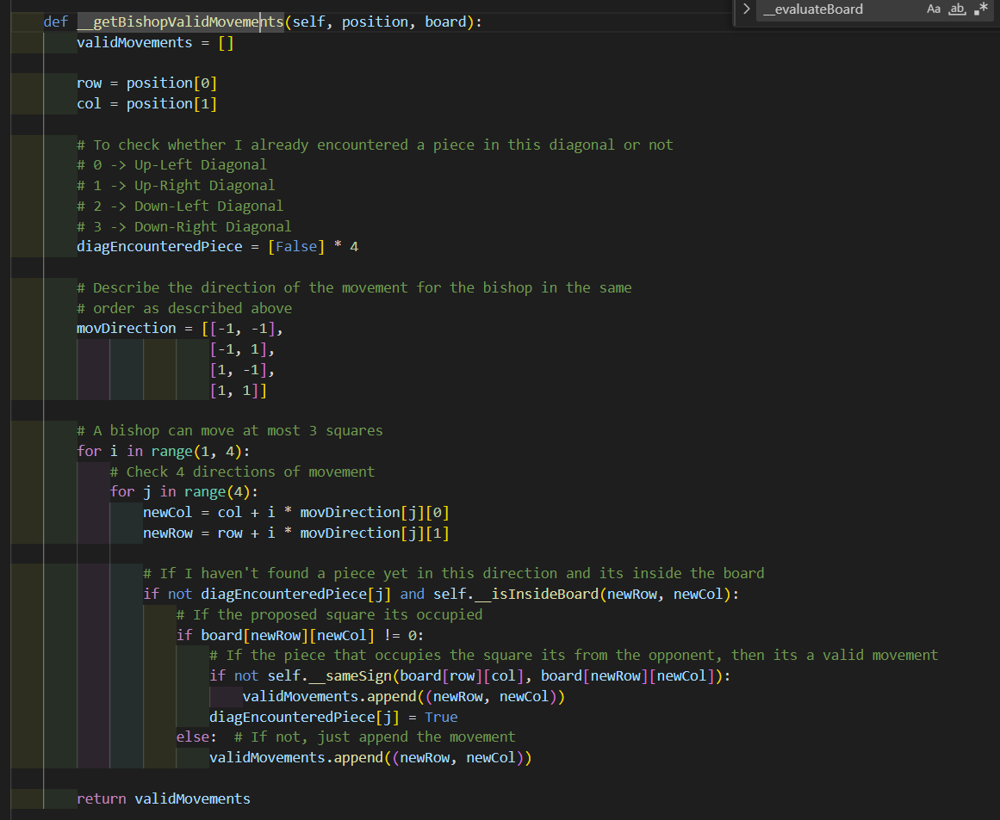 __evaluateBoard Aa ab .*
def __getBishopValidMovements(self, position, board):
validMovements = []
row = position[0]
col = position[1]
# To check whether I already encountered a piece in this diagonal or not
# 0 -> Up-Left Diagonal
# 1 -> Up-Right Diagonal
# 2 -> Down-Left Diagonal
# 3 -> Down-Right Diagonal
diagEncounteredPiece = [False] * 4
# Describe the direction of the movement for the bishop in the same
# order as described above
movDirection = [[-1, -1],
[-1, 1],
[1, -1],
[1, 1]]
# A bishop can move at most 3 squares
for i in range(1, 4):
# Check 4 directions of movement
for j in range(4):
newCol = col + i * movDirection[j][0]
newRow = row + i * movDirection[j][1]
# If I haven't found a piece yet in this direction and its inside the board
if not diagEncounteredPiece[j] and self.__isInsideBoard(newRow, newCol):
# If the proposed square its occupied
if board[newRow][newCol] != 0:
# If the piece that occupies the square its from the opponent, then its a valid movement
if not self.__sameSign(board[row][col], board[newRow][newCol]):
validMovements.append((newRow, newCol))
diagEncounteredPiece[j] = True
else:  # If not, just append the movement
validMovements.append((newRow, newCol))
return validMovements